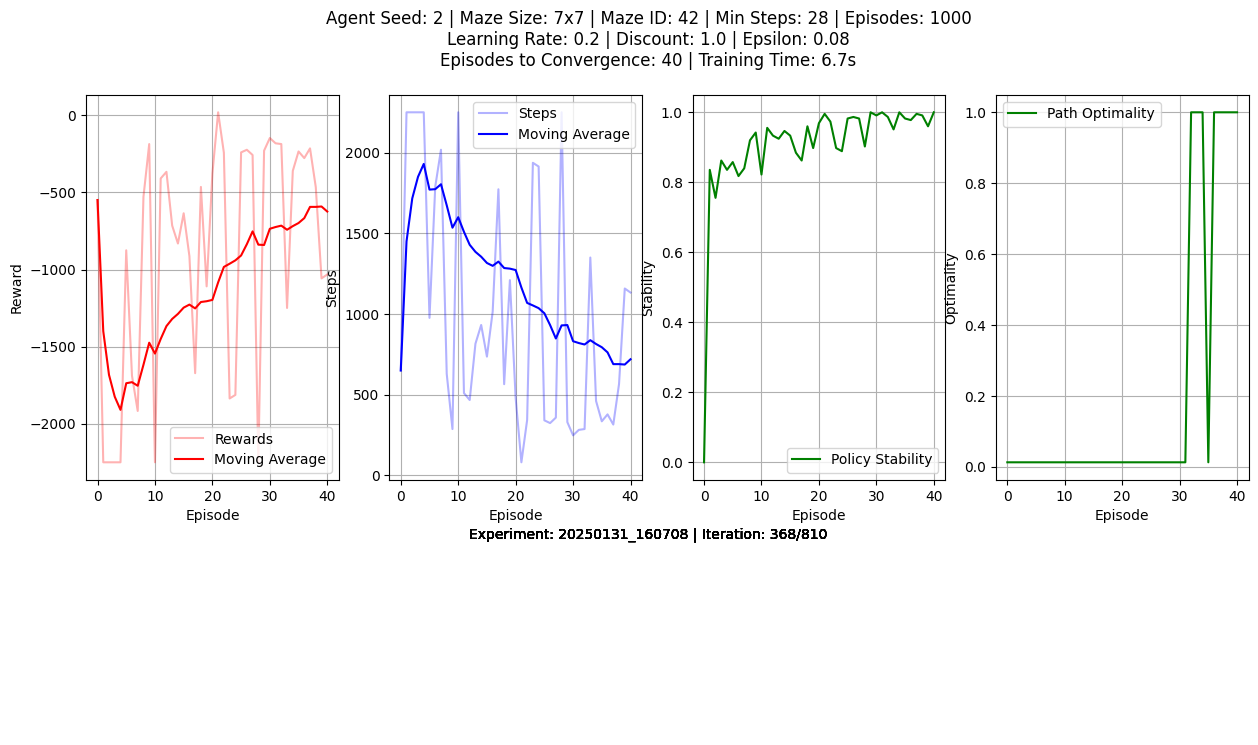 Agent Seed: 2 | Maze Size: 7x7 | Maze ID: 42 | Min Steps: 28 | Episodes: 1000
Learning Rate: 0.2 | Discount: 1.0 | Epsilon: 0.08
Episodes to Convergence: 40 | Training Time: 6.7s
Reward
0
−500
−1000
−1500
−2000
Rewards
Moving Average
0
10
20
30
40
Episode
Steps
2000
1500
1000
500
0
Steps
Moving Average
0
10
20
30
40
Episode
Stability
1.0
0.8
0.6
0.4
0.2
0.0
Policy Stability
0
10
20
30
40
Episode
Optimality
1.0
0.8
0.6
0.4
0.2
0.0
Path Optimality
0
10
20
30
40
Episode
Experiment: 20250131_160708 | Iteration: 368/810